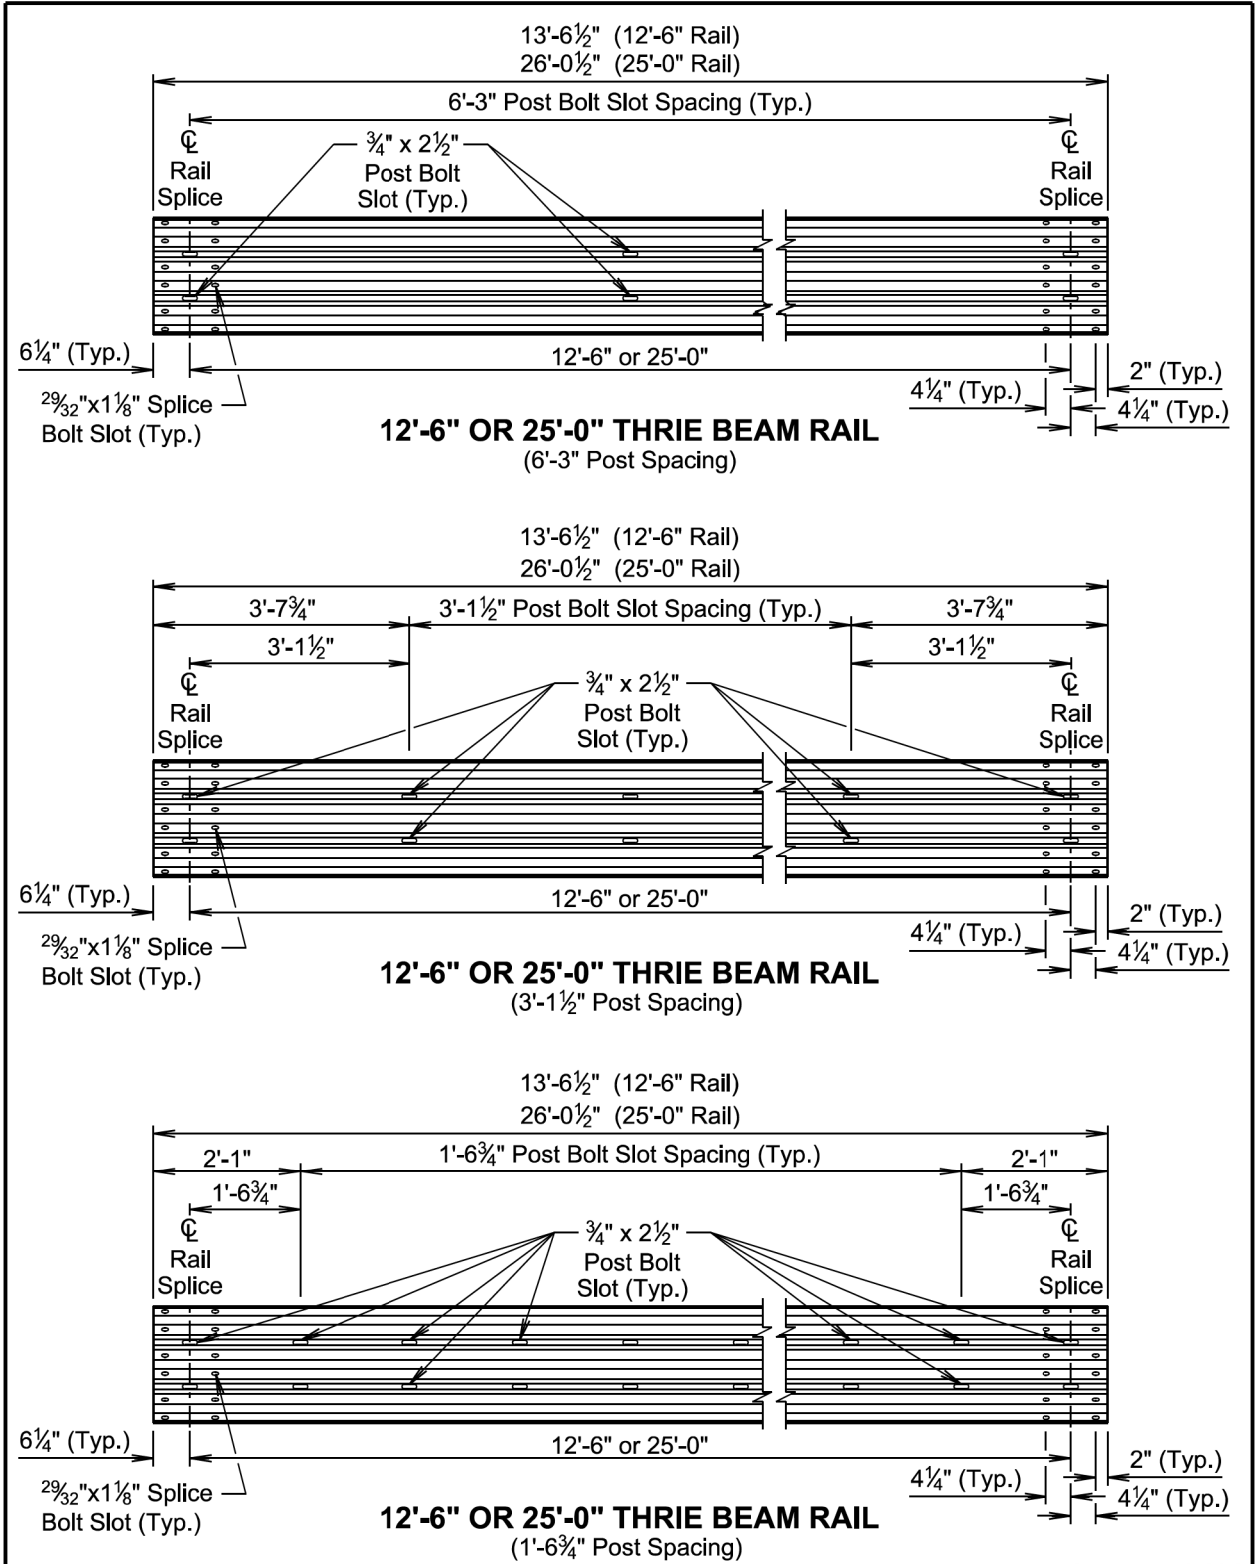 13'-6½" (12'-6" Rail)
26'-0½" (25'-0" Rail)
6'-3" Post Bolt Slot Spacing (Typ.)
℄
Rail
Splice
¾" x 2½"
Post Bolt
Slot (Typ.)
℄
Rail
Splice
6¼" (Typ.)
12'-6" or 25'-0"
2" (Typ.)
4¼" (Typ.)
4¼" (Typ.)
29⁄32"x1⅛" Splice
Bolt Slot (Typ.)
12'-6" OR 25'-0" THRIE BEAM RAIL
(6'-3" Post Spacing)
13'-6½" (12'-6" Rail)
26'-0½" (25'-0" Rail)
3'-7¾"
3'-1½" Post Bolt Slot Spacing (Typ.)
3'-7¾"
3'-1½"
3'-1½"
℄
Rail
Splice
¾" x 2½"
Post Bolt
Slot (Typ.)
℄
Rail
Splice
6¼" (Typ.)
12'-6" or 25'-0"
2" (Typ.)
4¼" (Typ.)
4¼" (Typ.)
29⁄32"x1⅛" Splice
Bolt Slot (Typ.)
12'-6" OR 25'-0" THRIE BEAM RAIL
(3'-1½" Post Spacing)
13'-6½" (12'-6" Rail)
26'-0½" (25'-0" Rail)
2'-1"
1'-6¾" Post Bolt Slot Spacing (Typ.)
2'-1"
1'-6¾"
1'-6¾"
℄
Rail
Splice
¾" x 2½"
Post Bolt
Slot (Typ.)
℄
Rail
Splice
6¼" (Typ.)
12'-6" or 25'-0"
2" (Typ.)
4¼" (Typ.)
4¼" (Typ.)
29⁄32"x1⅛" Splice
Bolt Slot (Typ.)
12'-6" OR 25'-0" THRIE BEAM RAIL
(1'-6¾" Post Spacing)